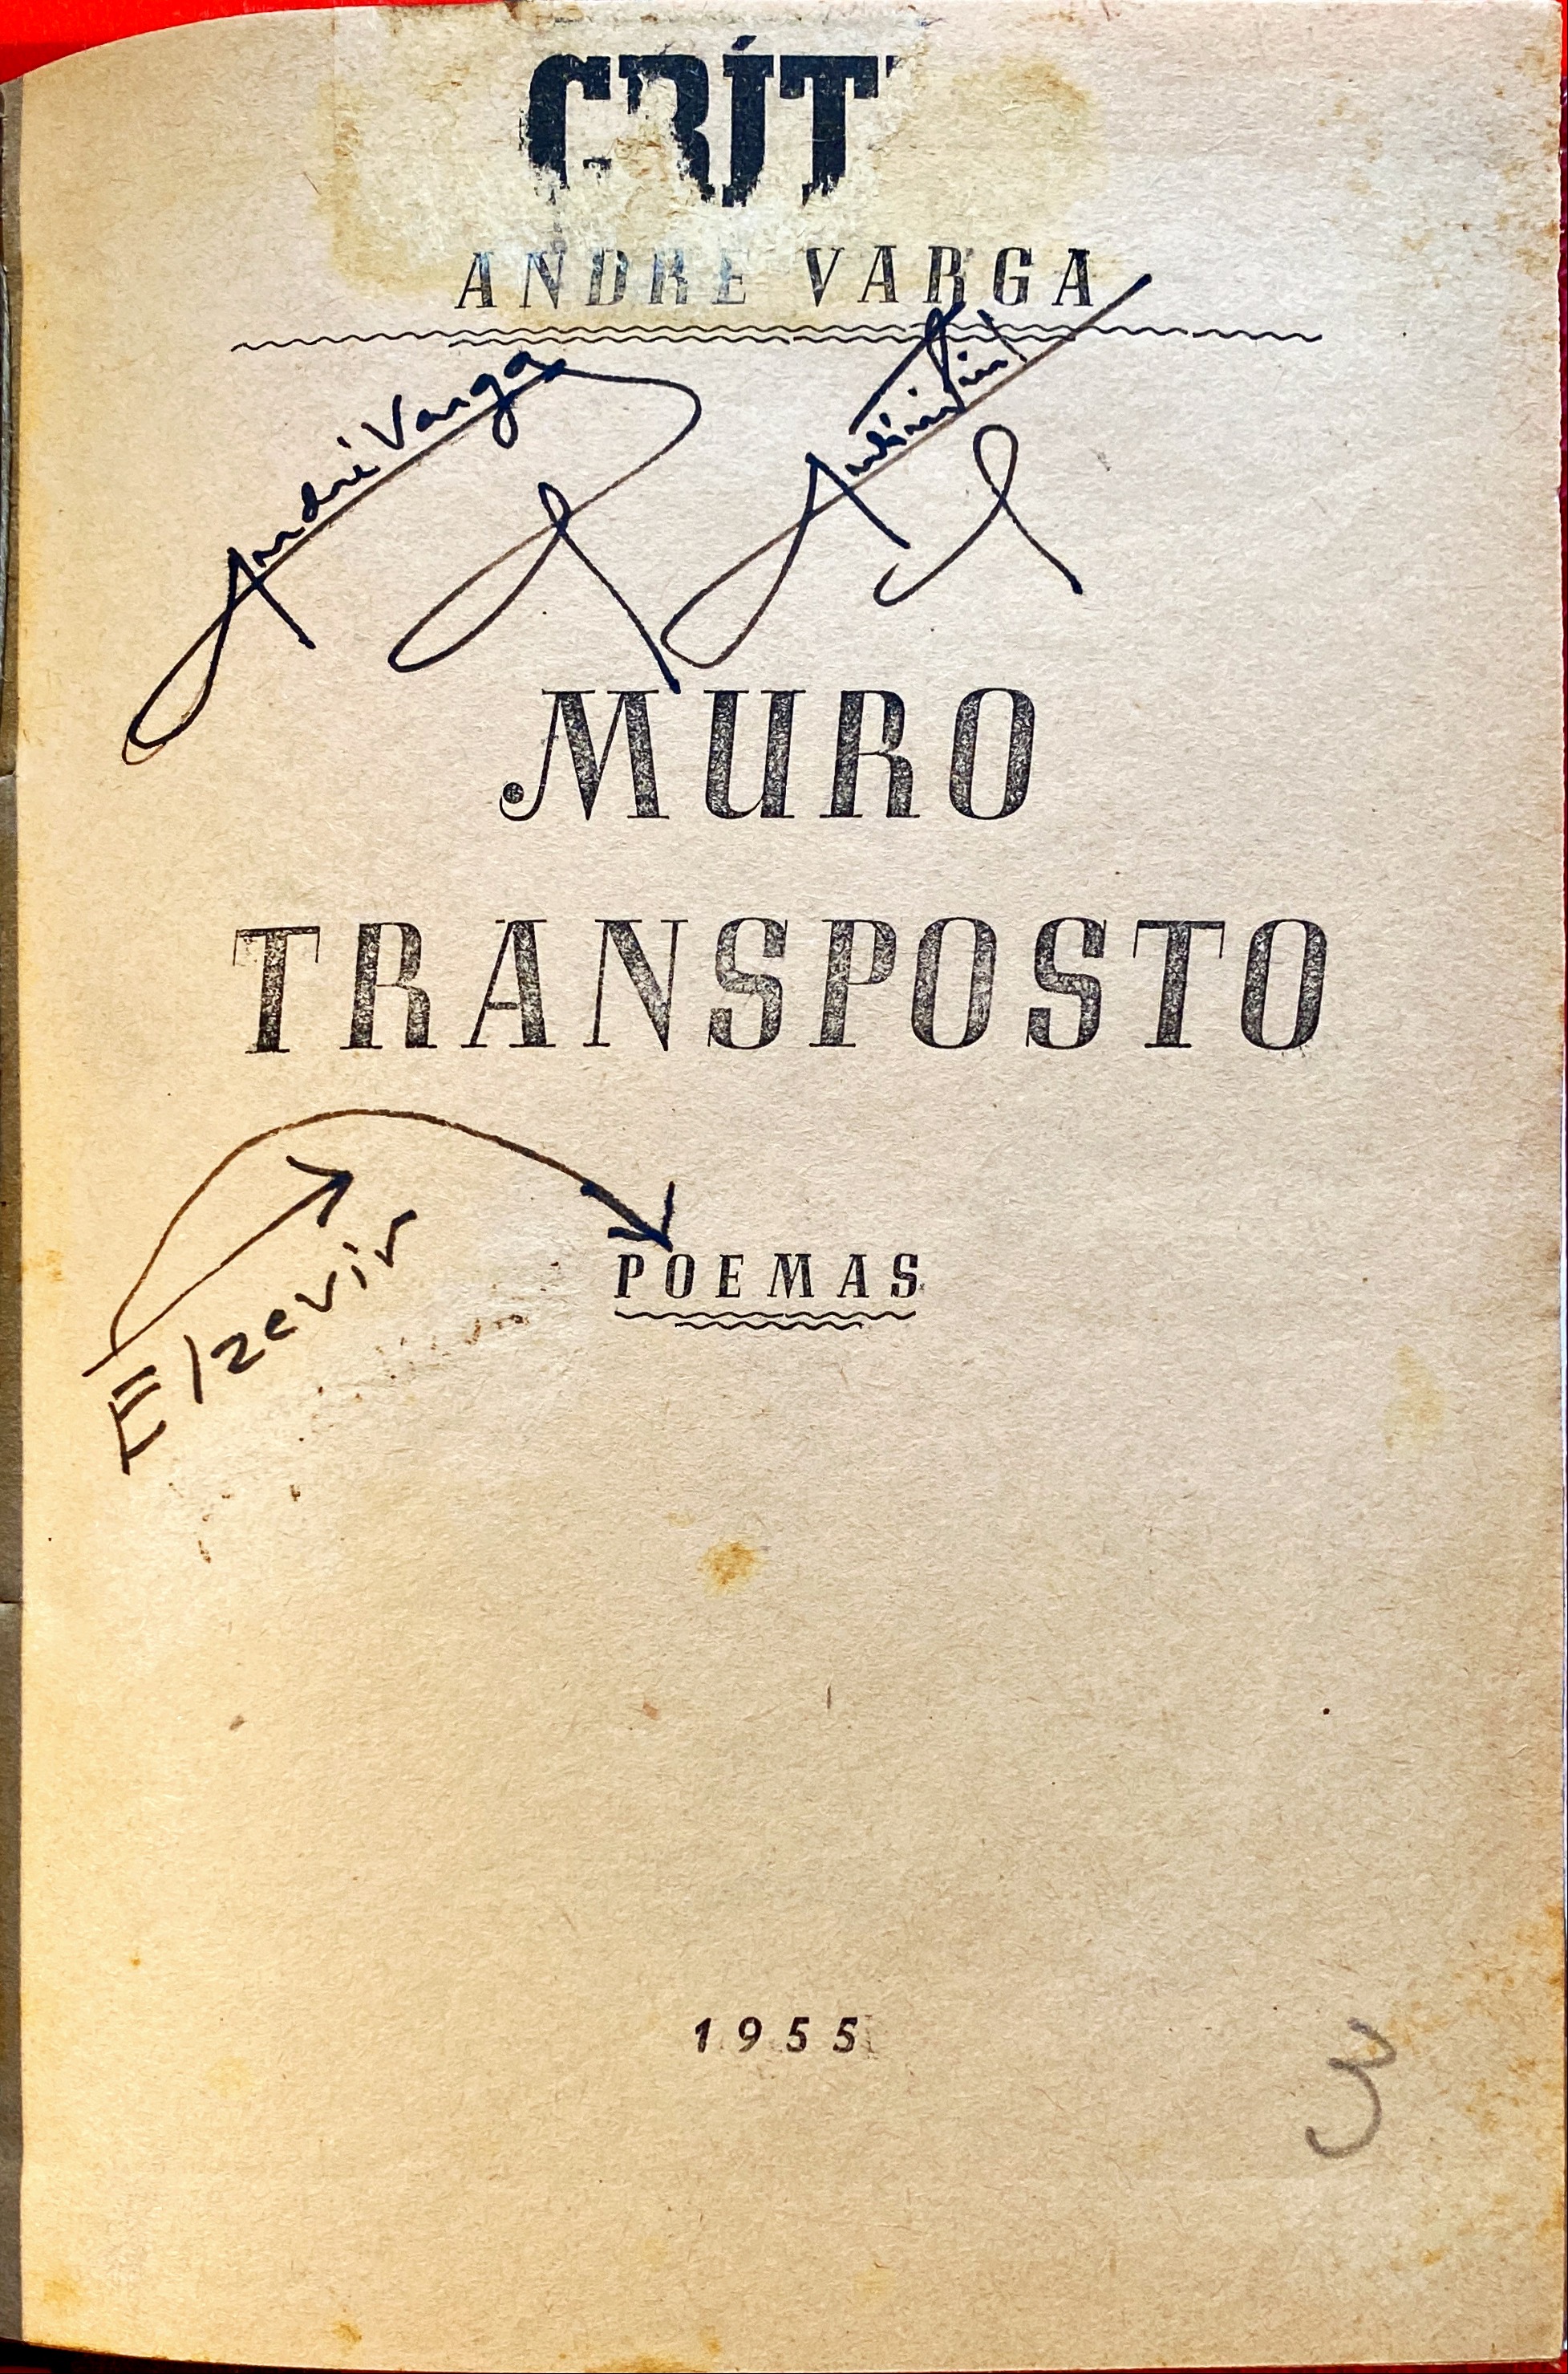 CRÍT
ANDRE VARGA
André Varga
MURO
TRANSPOSTO
Elzevir
POEMAS
1955
3